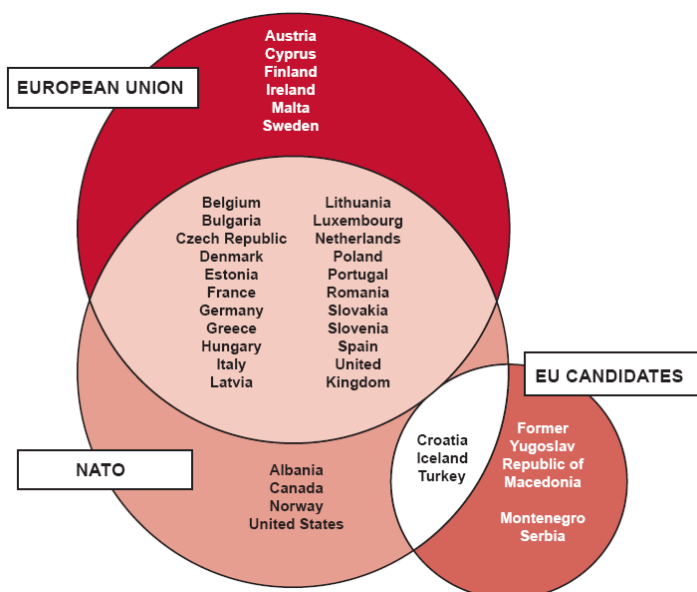 Austria
Cyprus
Finland
Ireland
Malta
Sweden
EUROPEAN UNION
Belgium
Bulgaria
Czech Republic
Denmark
Estonia
France
Germany
Greece
Hungary
Italy
Latvia
Lithuania
Luxembourg
Netherlands
Poland
Portugal
Romania
Slovakia
Slovenia
Spain
United
Kingdom
EU CANDIDATES
Croatia
Iceland
Turkey
Former
Yugoslav
Republic of
Macedonia
Montenegro
Serbia
NATO
Albania
Canada
Norway
United States